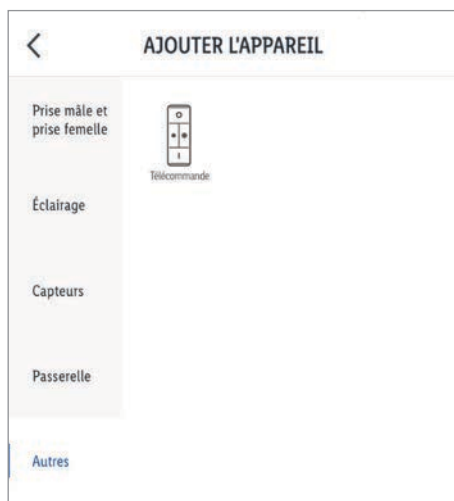 AJOUTER L'APPAREIL
Prise mâle et
prise femelle
Télécommande
Éclairage
Capteurs
Passerelle
Autres